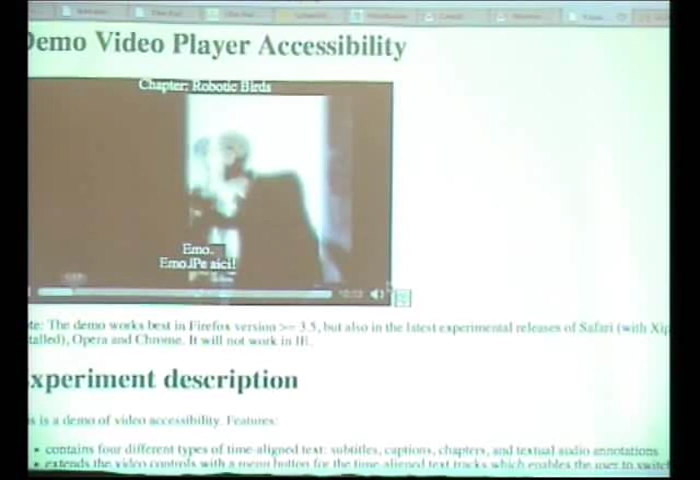 Demo Video Player Accessibility
Chapter: Robotic Birds
Emo.
Emo.!Pe aici!
te: The demo works best in Firefox version >= 3.5, but also in the latest experimental releases of Safari (with Xip
talled), Opera and Chrome. It will not work in IE.
xperiment description
s is a demo of video accessibility. Features:
• contains four different types of time-aligned text: subtitles, captions, chapters, and textual audio annotations
• extends the video controls with a menu button for the time-aligned text tracks which enables the user to switch